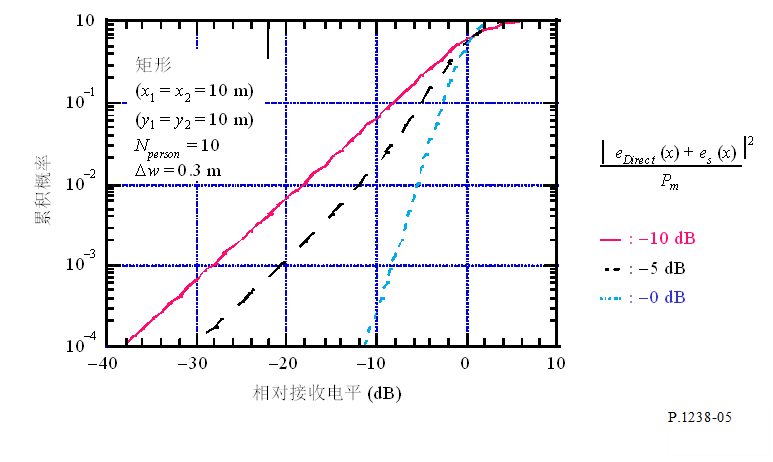 10
10⁻¹
10⁻²
10⁻³
10⁻⁴
累积概率
矩形
(x₁ = x₂ = 10 m)
(y₁ = y₂ = 10 m)
Nₚₑᵣₛₒₙ = 10
Δw = 0.3 m
−40 −30 −20 −10 0 10
相对接收电平 (dB)
| e_Direct (x) + e_s (x) |²
P_m
: −10 dB
: −5 dB
: −0 dB
P.1238-05